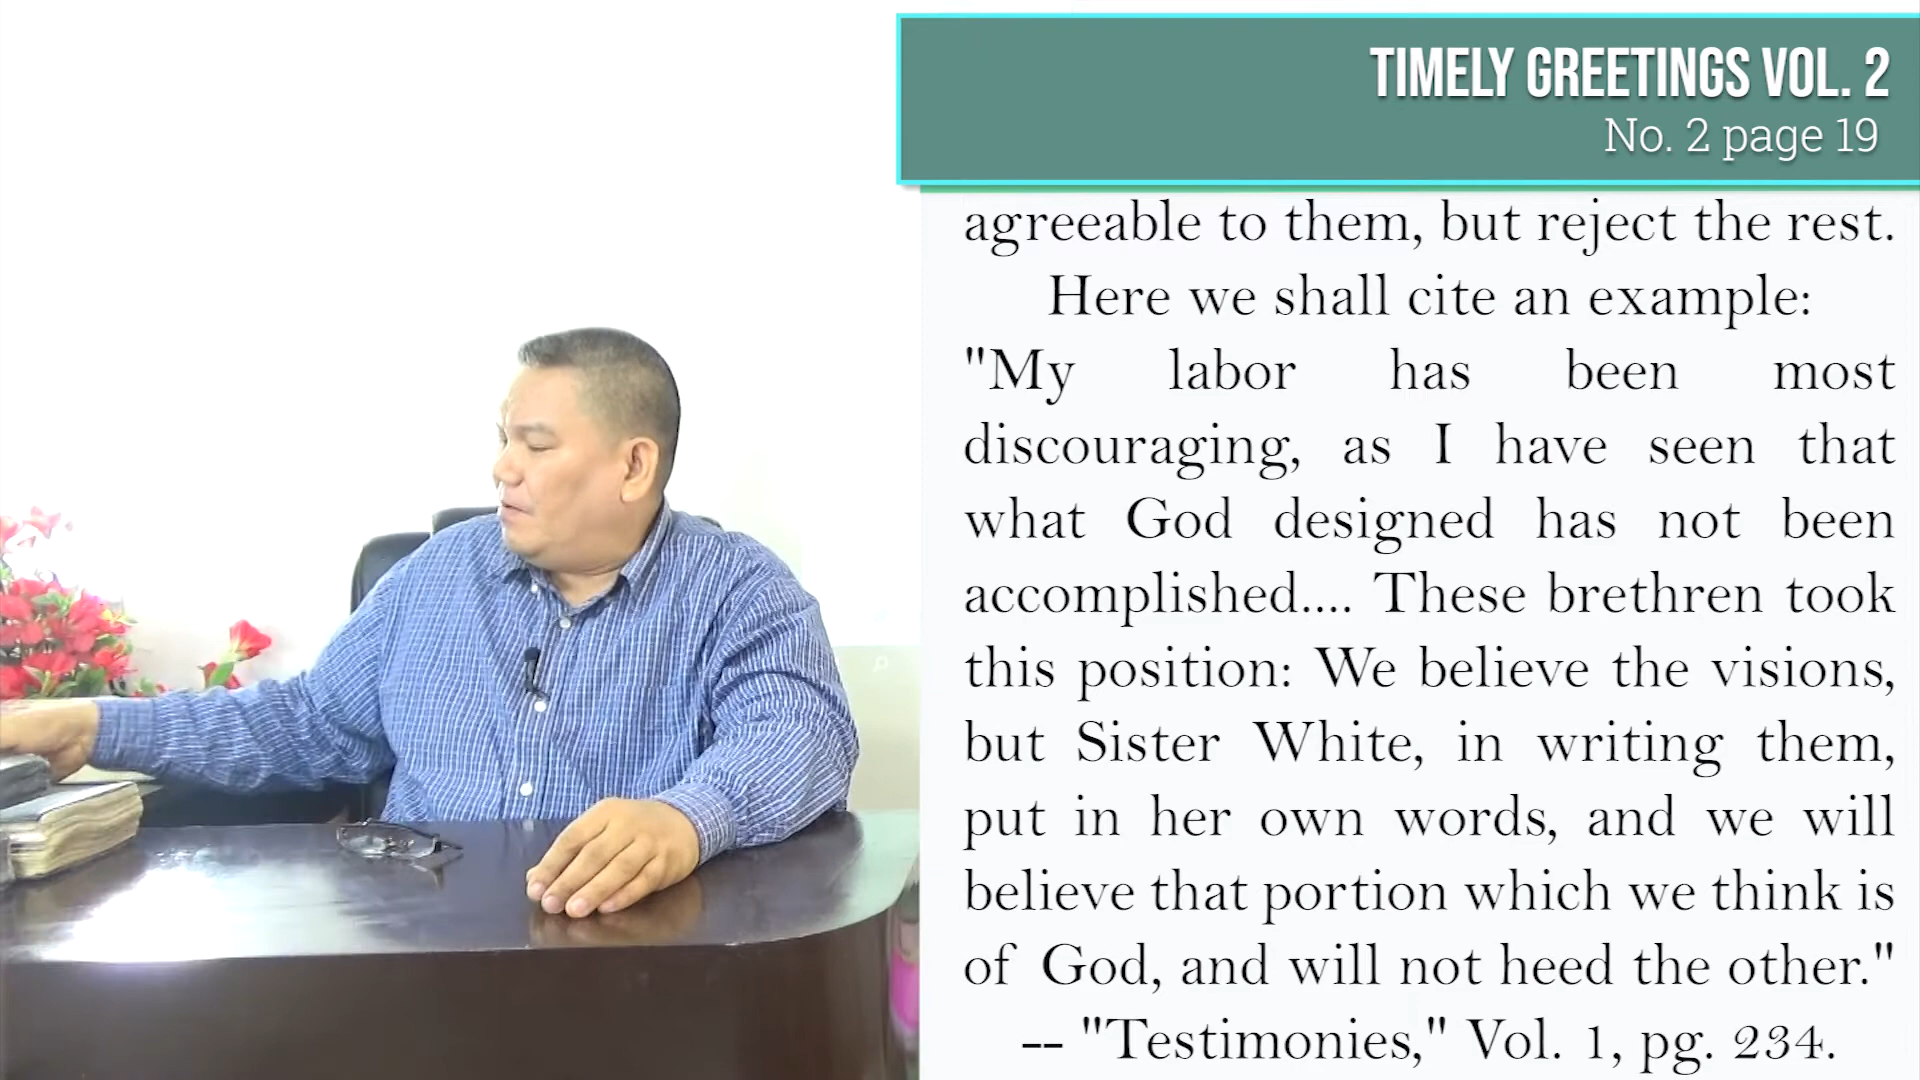 TIMELY GREETINGS VOL. 2
No. 2 page 19
agreeable to them, but reject the rest.
Here we shall cite an example:
"My labor has been most
discouraging, as I have seen that
what God designed has not been
accomplished.... These brethren took
this position: We believe the visions,
but Sister White, in writing them,
put in her own words, and we will
believe that portion which we think is
of God, and will not heed the other."
-- "Testimonies," Vol. 1, pg. 234.